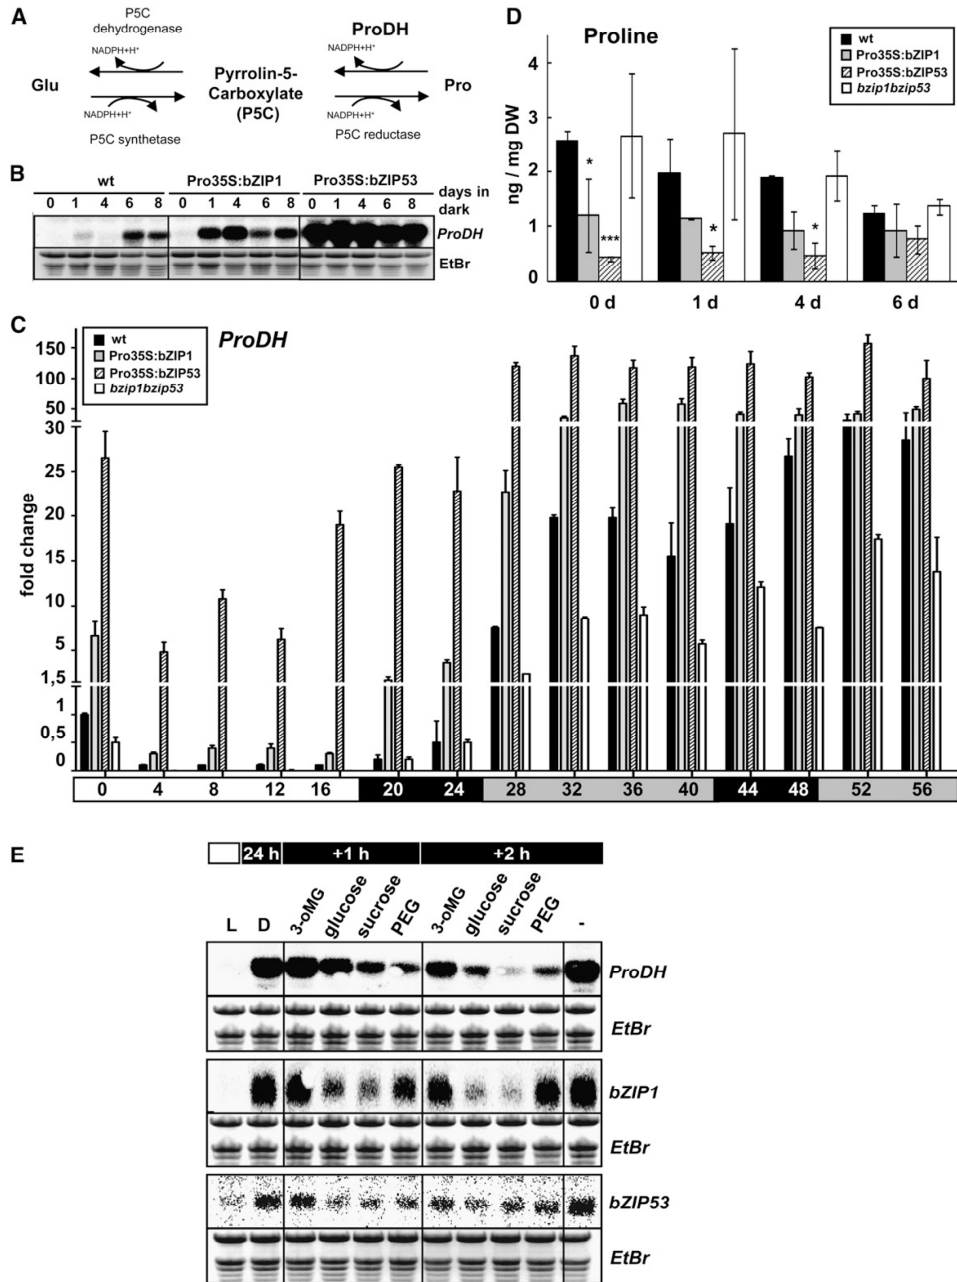 A
P5C
dehydrogenase
NADPH+H⁺
ProDH
NADPH+H⁺
Glu
Pyrrolin-5-
Carboxylate
(P5C)
Pro
NADPH+H⁺
P5C synthetase
NADPH+H⁺
P5C reductase
B
wt Pro35S:bZIP1 Pro35S:bZIP53
0 1 4 6 8 0 1 4 6 8 0 1 4 6 8 days in
dark
ProDH
EtBr
D
Proline
wt
Pro35S:bZIP1
Pro35S:bZIP53
bzip1bzip53
ng / mg DW
4
3
2
1
0
* *** * *
0 d 1 d 4 d 6 d
C
ProDH
wt
Pro35S:bZIP1
Pro35S:bZIP53
bzip1bzip53
fold change
150
100
50
30
25
20
15
10
5
1,5
1
0,5
0
0 4 8 12 16 20 24 28 32 36 40 44 48 52 56
E
24 h +1 h +2 h
L D 3-oMG glucose sucrose PEG 3-oMG glucose sucrose PEG -
ProDH
EtBr
bZIP1
EtBr
bZIP53
EtBr